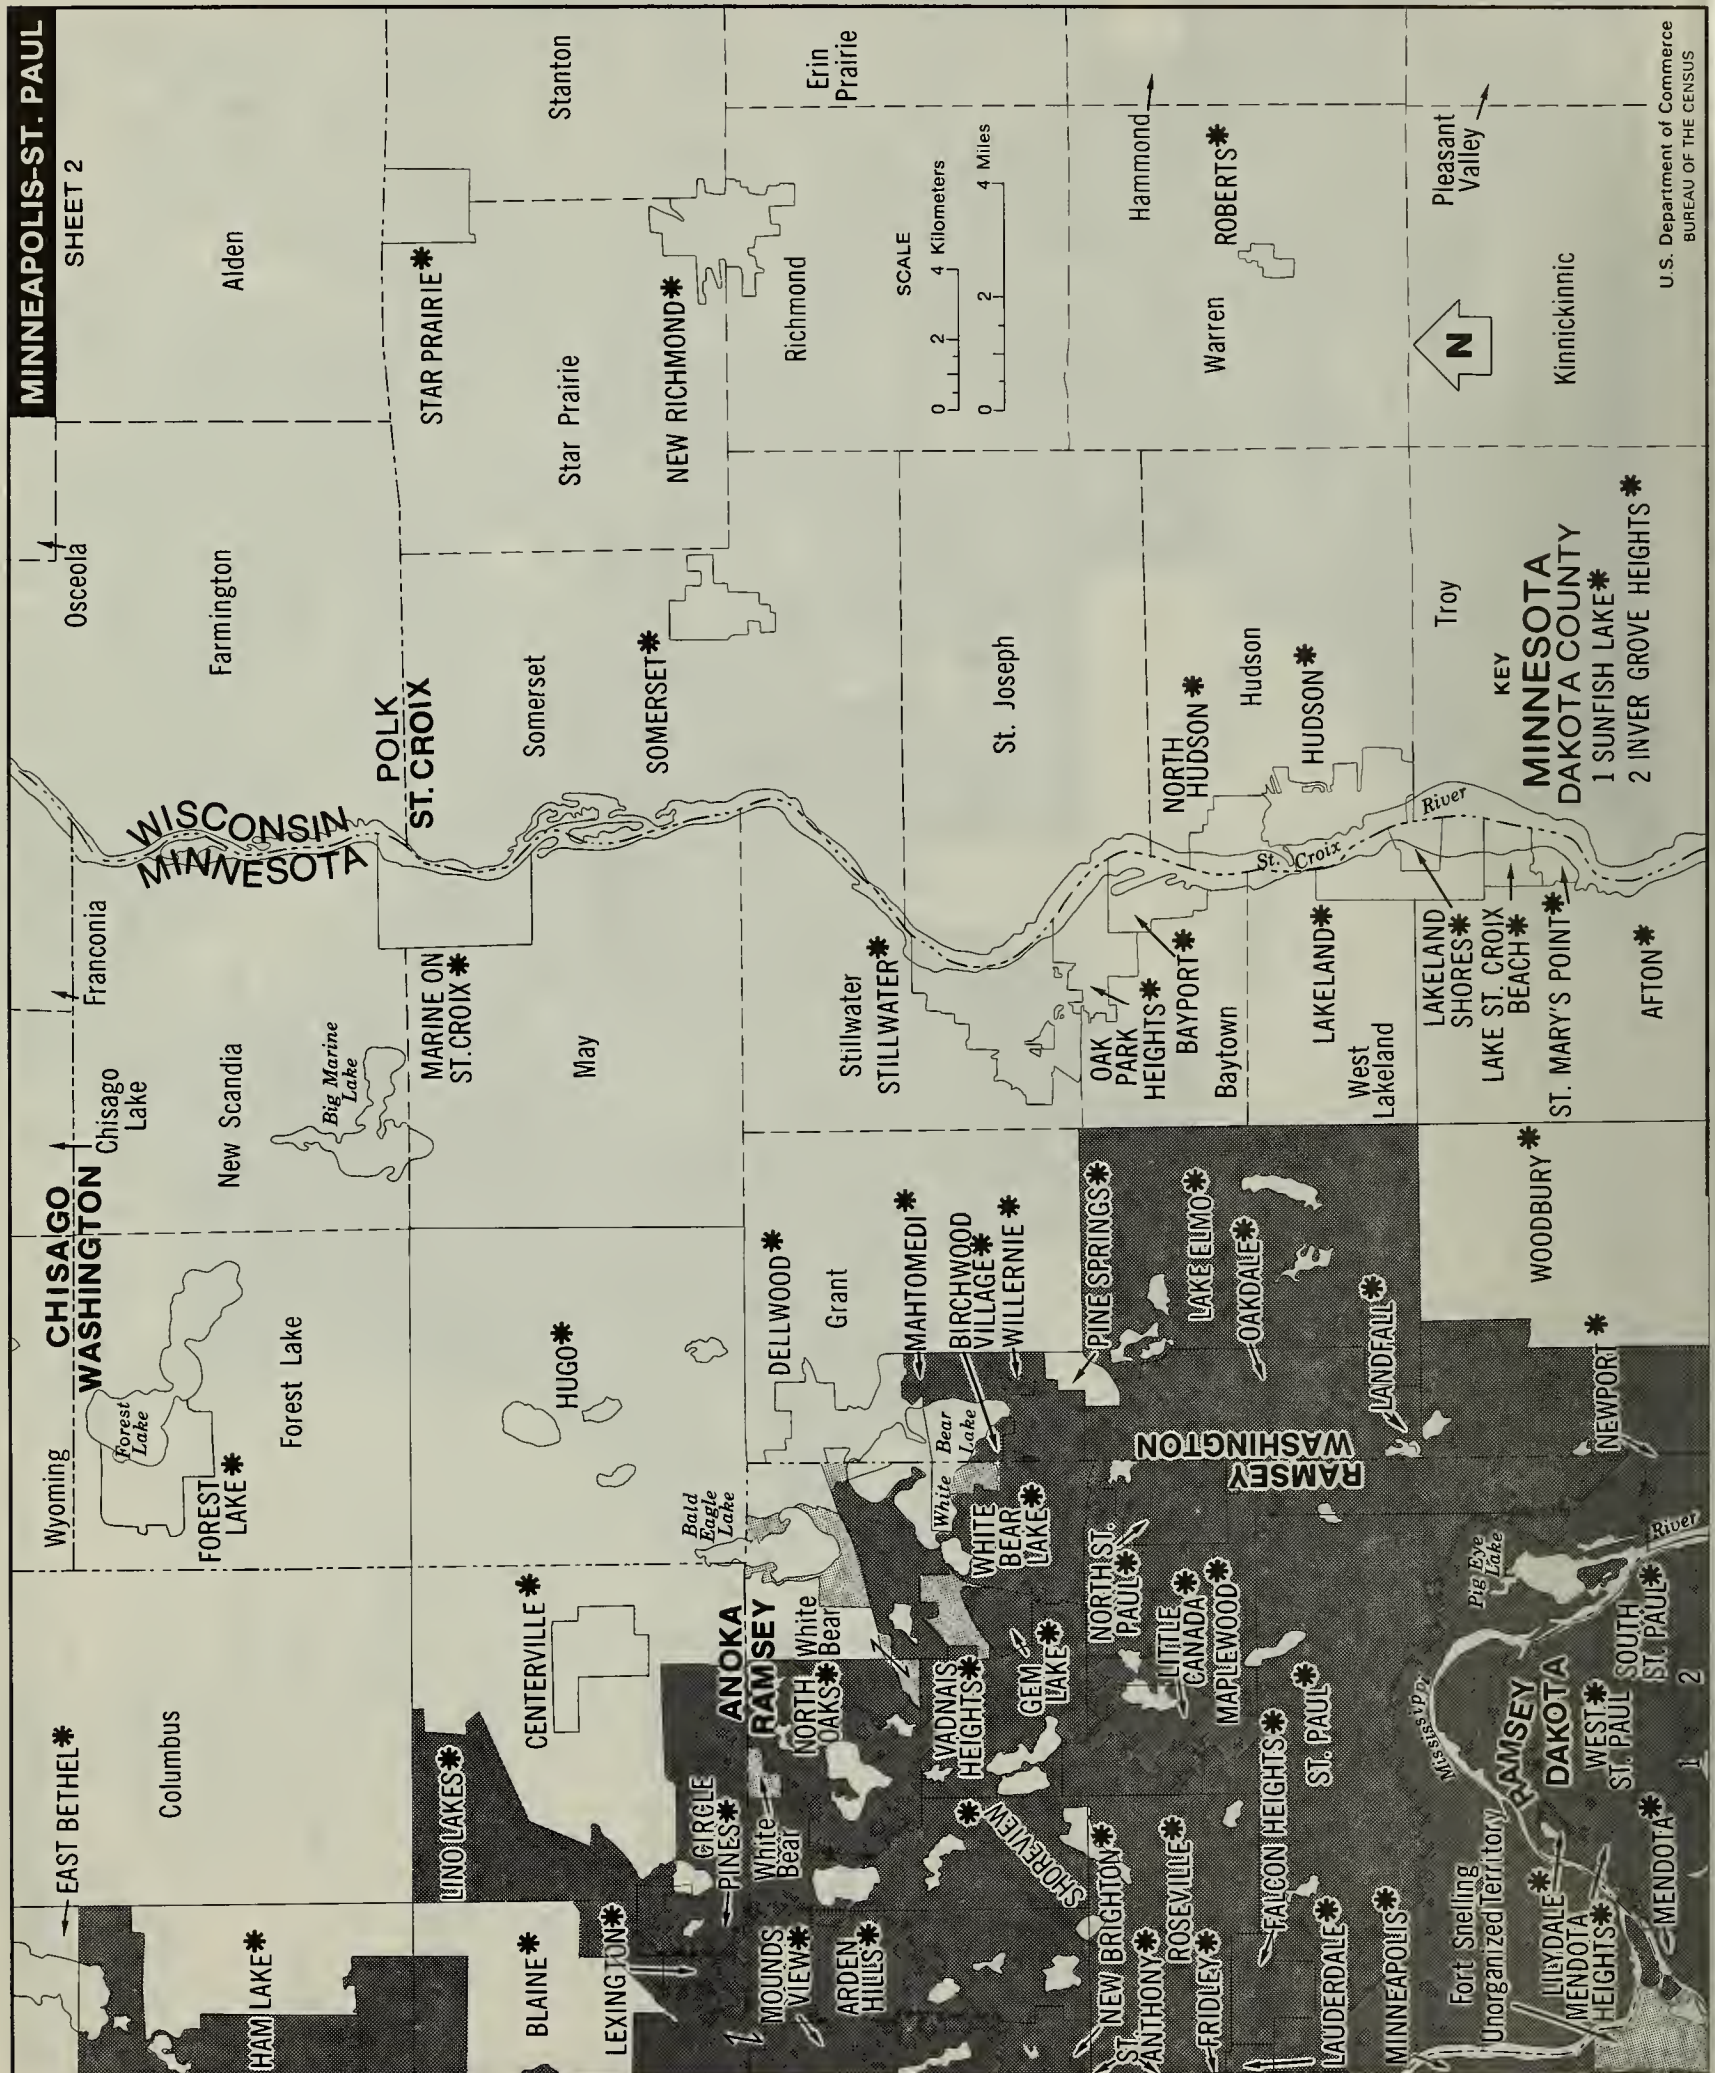 MINNEAPOLIS-ST. PAUL
SHEET 2
EAST BETHEL*
Columbus
Wyoming
CHISAGO
WASHINGTON
Chisago
Lake
Franconia
Osceola
Alden
Farmington
New Scandia
Forest
Lake
FOREST
LAKE*
Forest Lake
Big Marine
Lake
WISCONSIN
MINNESOTA
HAM LAKE*
POLK
ST. CROIX
STAR PRAIRIE*
Stanton
Star Prairie
Somerset
SOMERSET*
NEW RICHMOND*
Richmond
Erin
Prairie
MARINE ON
ST. CROIX*
May
HUGO*
CENTERVILLE*
LINO LAKES*
BLAINE*
LEXINGTON*
CIRCLE
PINES*
ANOKA
RAMSEY
Bald
Eagle
Lake
White
Bear
White
Bear
NORTH
OAKS*
MOUNDS
VIEW*
ARDEN
HILLS*
DELLWOOD*
Grant
Stillwater
STILLWATER*
MAHTOMEDI*
BIRCHWOOD
VILLAGE*
WILLERNIE*
White Bear
Lake
WHITE
BEAR
LAKE*
VADNAIS
HEIGHTS*
GEM
LAKE*
SHOREVIEW*
SCALE
0 2 4 Kilometers
0 2 4 Miles
St. Joseph
NORTH
HUDSON*
Hudson
HUDSON*
Hammond
ROBERTS*
Warren
OAK
PARK
HEIGHTS*
BAYPORT*
Baytown
PINE SPRINGS*
LAKE ELMO*
OAKDALE*
WASHINGTON
RAMSEY
NORTH ST.
PAUL*
LITTLE
CANADA*
MAPLEWOOD*
NEW BRIGHTON*
ST.
ANTHONY*
ROSEVILLE*
FRIDLEY*
FALCON HEIGHTS*
ST. PAUL*
LAUDERDALE*
MINNEAPOLIS*
LANDFALL*
LAKELAND*
West
Lakeland
St. Croix River
LAKELAND
SHORES*
LAKE ST. CROIX
BEACH*
ST. MARY'S POINT*
AFTON*
WOODBURY*
NEWPORT*
Pig Eye
Lake
River
Mississippi
RAMSEY
DAKOTA
SOUTH
ST. PAUL*
WEST
ST. PAUL*
1
2
Fort Snelling
Unorganized Territory
LILYDALE*
MENDOTA
HEIGHTS*
MENDOTA*
Troy
Pleasant
Valley
Kinnickinnic
N
KEY
MINNESOTA
DAKOTA COUNTY
1 SUNFISH LAKE*
2 INVER GROVE HEIGHTS*
U.S. Department of Commerce
BUREAU OF THE CENSUS